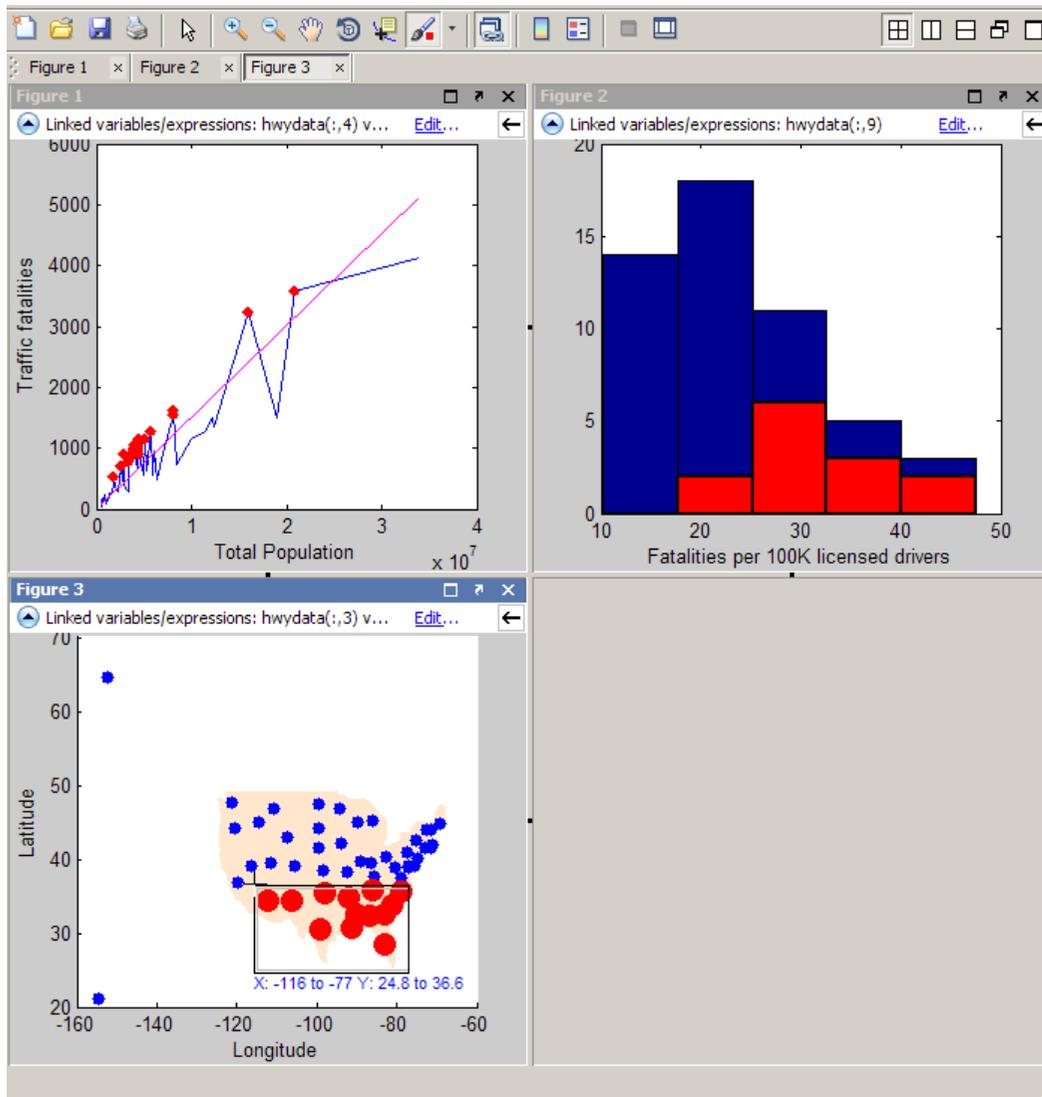 Figure 1 × Figure 2 × Figure 3 ×
Figure 1
Linked variables/expressions: hwydata(:,4) v... Edit...
6000
5000
4000
3000
2000
1000
0
Traffic fatalities
0 1 2 3 4
Total Population
x 10^7
Figure 2
Linked variables/expressions: hwydata(:,9) Edit...
20
15
10
5
0
10 20 30 40 50
Fatalities per 100K licensed drivers
Figure 3
Linked variables/expressions: hwydata(:,3) v... Edit...
70
60
50
40
30
20
Latitude
X: -116 to -77 Y: 24.8 to 36.6
-160 -140 -120 -100 -80 -60
Longitude